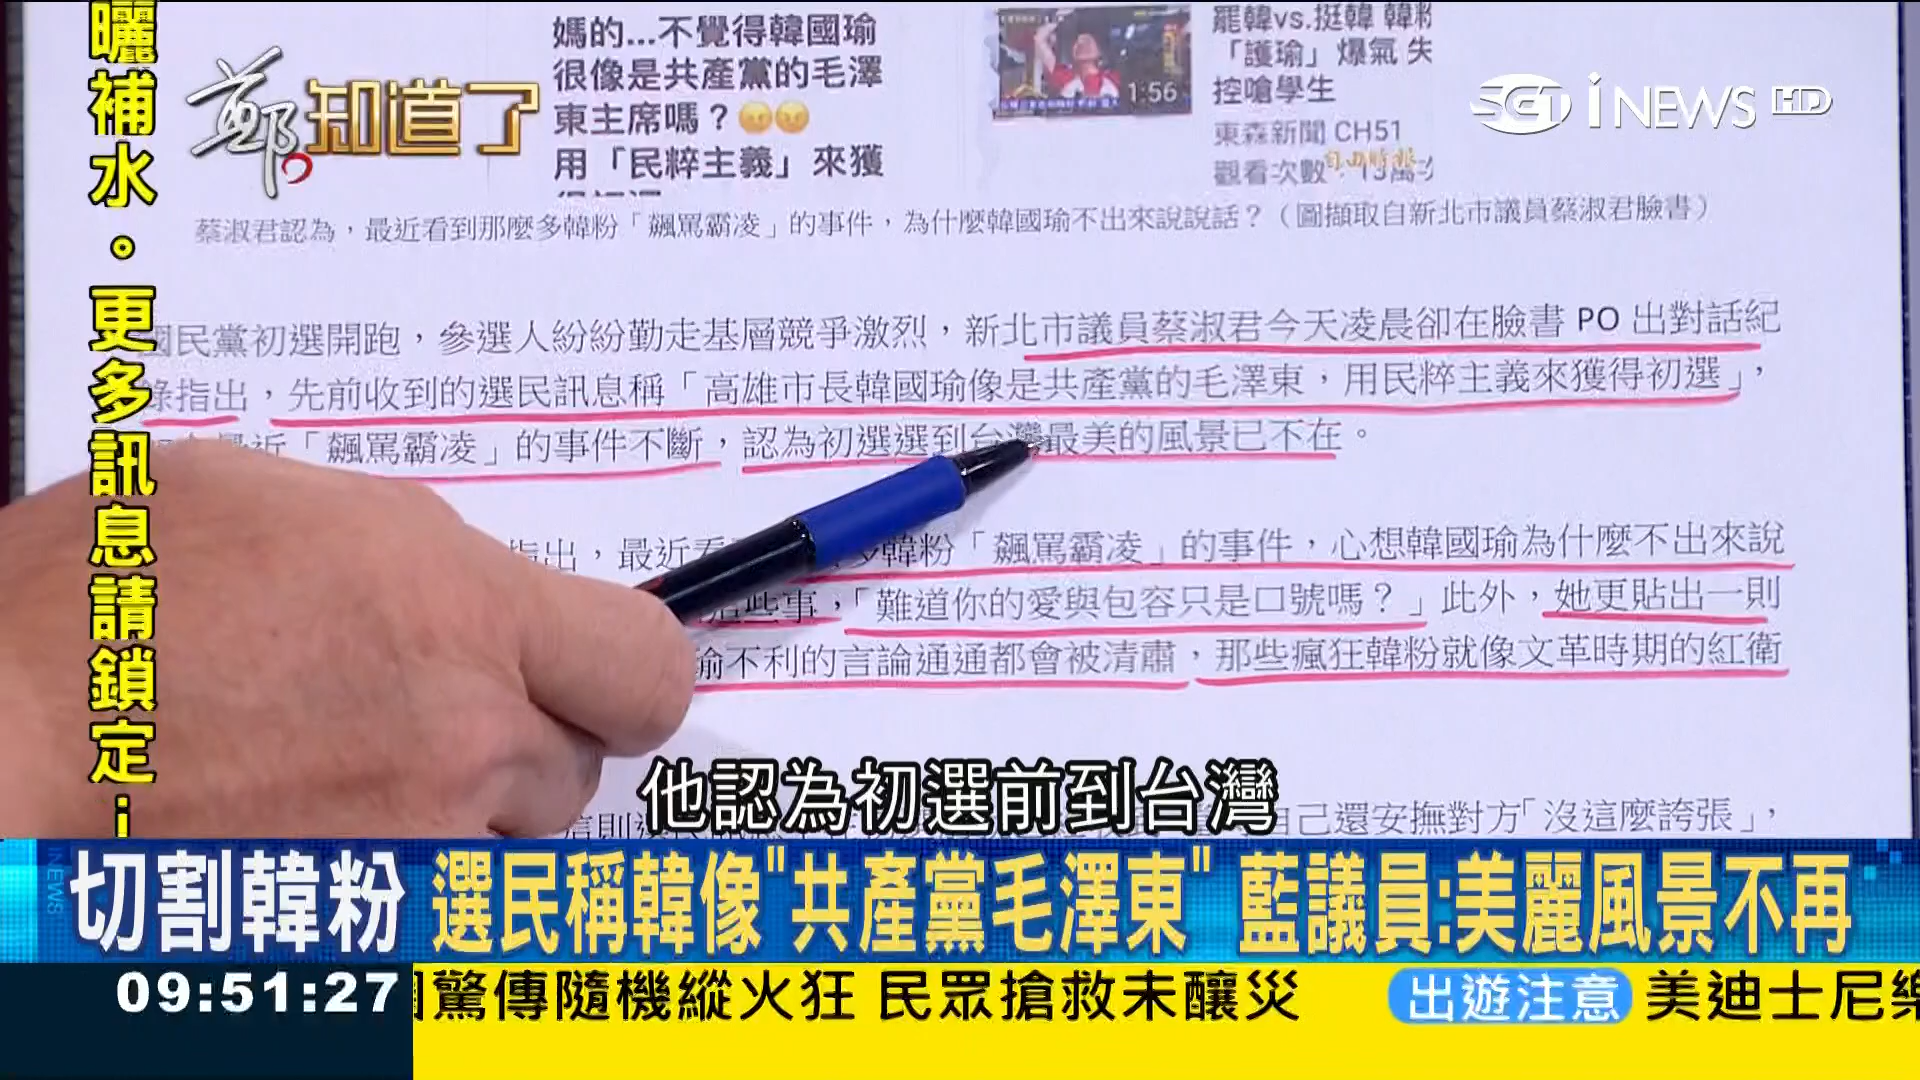 曬補水。更多訊息請鎖定:
鄭知道了
媽的...不覺得韓國瑜
很像是共產黨的毛澤
東主席嗎？😠😠
用「民粹主義」來獲
1:56
罷韓vs.挺韓 韓粉
「護瑜」爆氣 失
控嗆學生
東森新聞 CH51
觀看次數
自由時報
SET iNEWS HD
蔡淑君認為，最近看到那麼多韓粉「飆罵霸凌」的事件，為什麼韓國瑜不出來說說話？（圖擷取自新北市議員蔡淑君臉書）
國民黨初選開跑，參選人紛紛勤走基層競爭激烈，新北市議員蔡淑君今天凌晨卻在臉書 PO 出對話紀
錄指出，先前收到的選民訊息稱「高雄市長韓國瑜像是共產黨的毛澤東，用民粹主義來獲得初選」，
近「飆罵霸凌」的事件不斷，認為初選選到台灣最美的風景已不在。
指出，最近看 多韓粉「飆罵霸凌」的事件，心想韓國瑜為什麼不出來說
這些事，「難道你的愛與包容只是口號嗎？」此外，她更貼出一則
瑜不利的言論通通都會被清肅，那些瘋狂韓粉就像文革時期的紅衛
這則 自己還安撫對方「沒這麼誇張」，
他認為初選前到台灣
NEWS
切割韓粉 選民稱韓像"共產黨毛澤東" 藍議員:美麗風景不再
09:51:27 驚傳隨機縱火狂 民眾搶救未釀災 出遊注意 美迪士尼樂